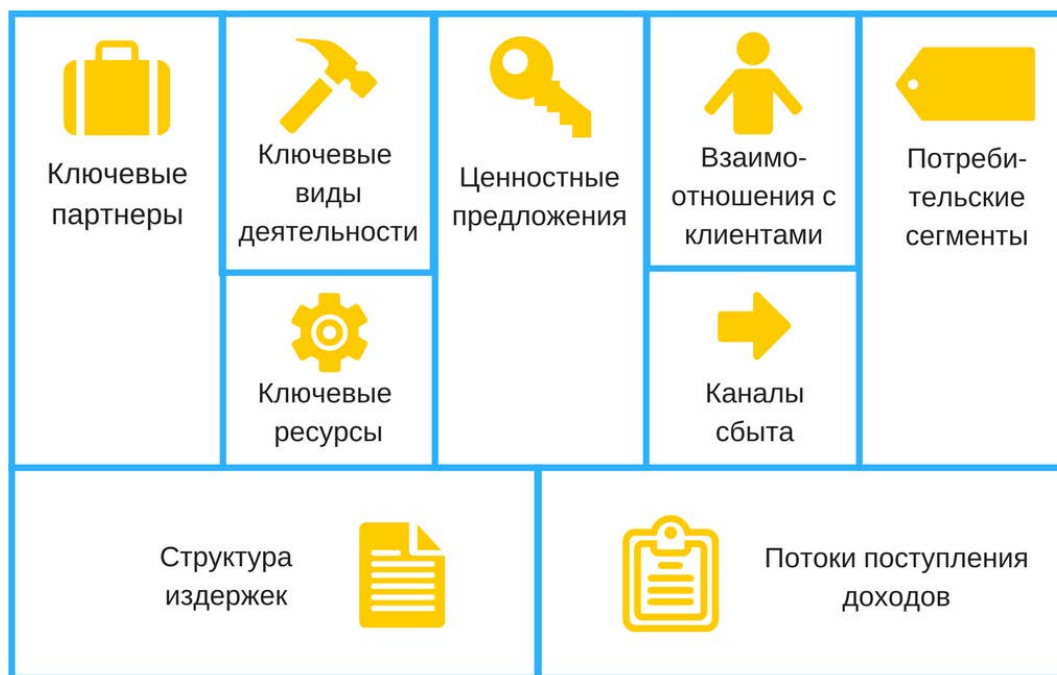 Ключевые
партнеры
Ключевые
виды
деятельности
Ключевые
ресурсы
Ценностные
предложения
Взаимо-
отношения с
клиентами
Каналы
сбыта
Потреби-
тельские
сегменты
Структура
издержек
Потоки поступления
доходов